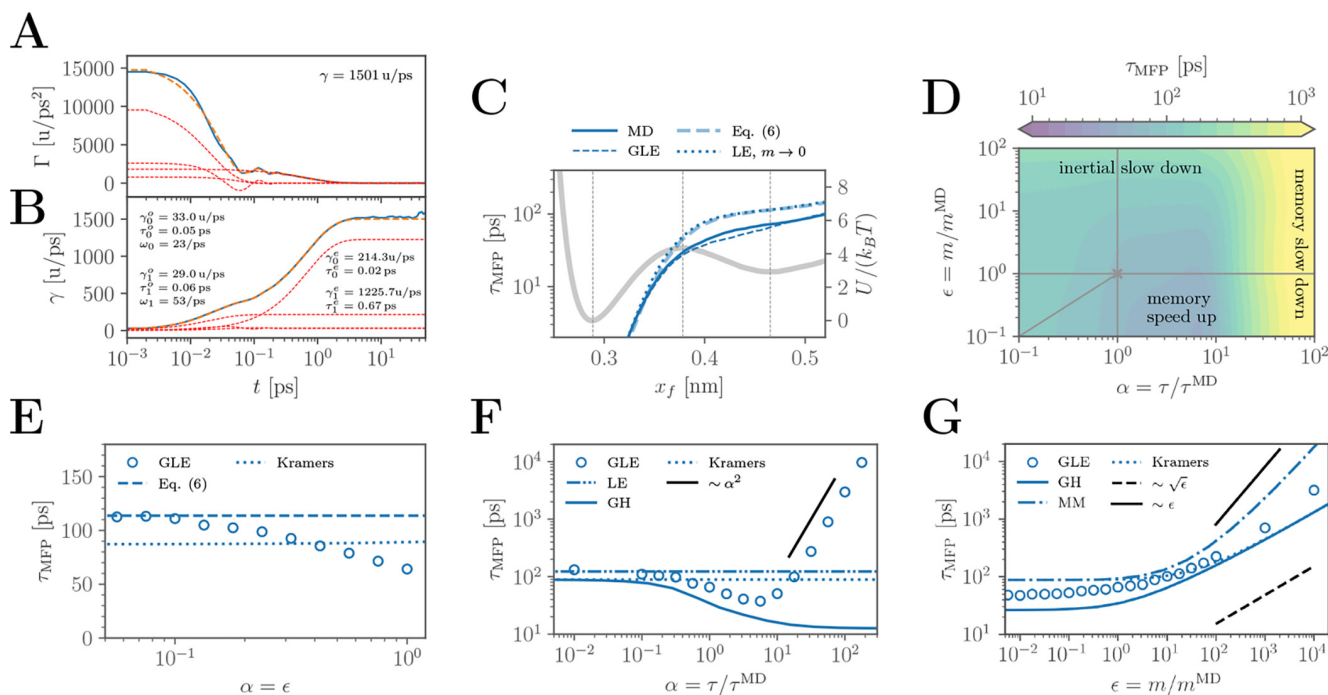 A
15000
10000
5000
0
Γ [u/ps²]
γ = 1501 u/ps
B
1500
1000
500
0
γ [u/ps]
γ₀ᵒ = 33.0 u/ps
τ₀ᵒ = 0.05 ps
ω₀ = 23/ps
γ₁ᵒ = 29.0 u/ps
τ₁ᵒ = 0.06 ps
ω₁ = 53/ps
γ₀ᵉ = 214.3u/ps
τ₀ᵉ = 0.02 ps
γ₁ᵉ = 1225.7u/ps
τ₁ᵉ = 0.67 ps
10⁻³ 10⁻² 10⁻¹ 10⁰ 10¹
t [ps]
C
MD
GLE
Eq. (6)
LE, m → 0
10²
10¹
τ_MFP [ps]
8
6
4
2
0
U/(k_BT)
0.3 0.4 0.5
x_f [nm]
D
τ_MFP [ps]
10¹ 10² 10³
inertial slow down
memory slow down
memory
speed up
10²
10¹
10⁰
10⁻¹
ϵ = m/m^MD
10⁻¹ 10⁰ 10¹ 10²
α = τ/τ^MD
E
GLE
Eq. (6)
Kramers
150
100
50
0
τ_MFP [ps]
10⁻¹ 10⁰
α = ϵ
F
GLE
LE
GH
Kramers
∼ α²
10⁴
10³
10²
10¹
τ_MFP [ps]
10⁻² 10⁻¹ 10⁰ 10¹ 10²
α = τ/τ^MD
G
GLE
GH
MM
Kramers
∼ √ϵ
∼ ϵ
10⁴
10³
10²
10¹
τ_MFP [ps]
10⁻² 10⁻¹ 10⁰ 10¹ 10² 10³ 10⁴
ϵ = m/m^MD